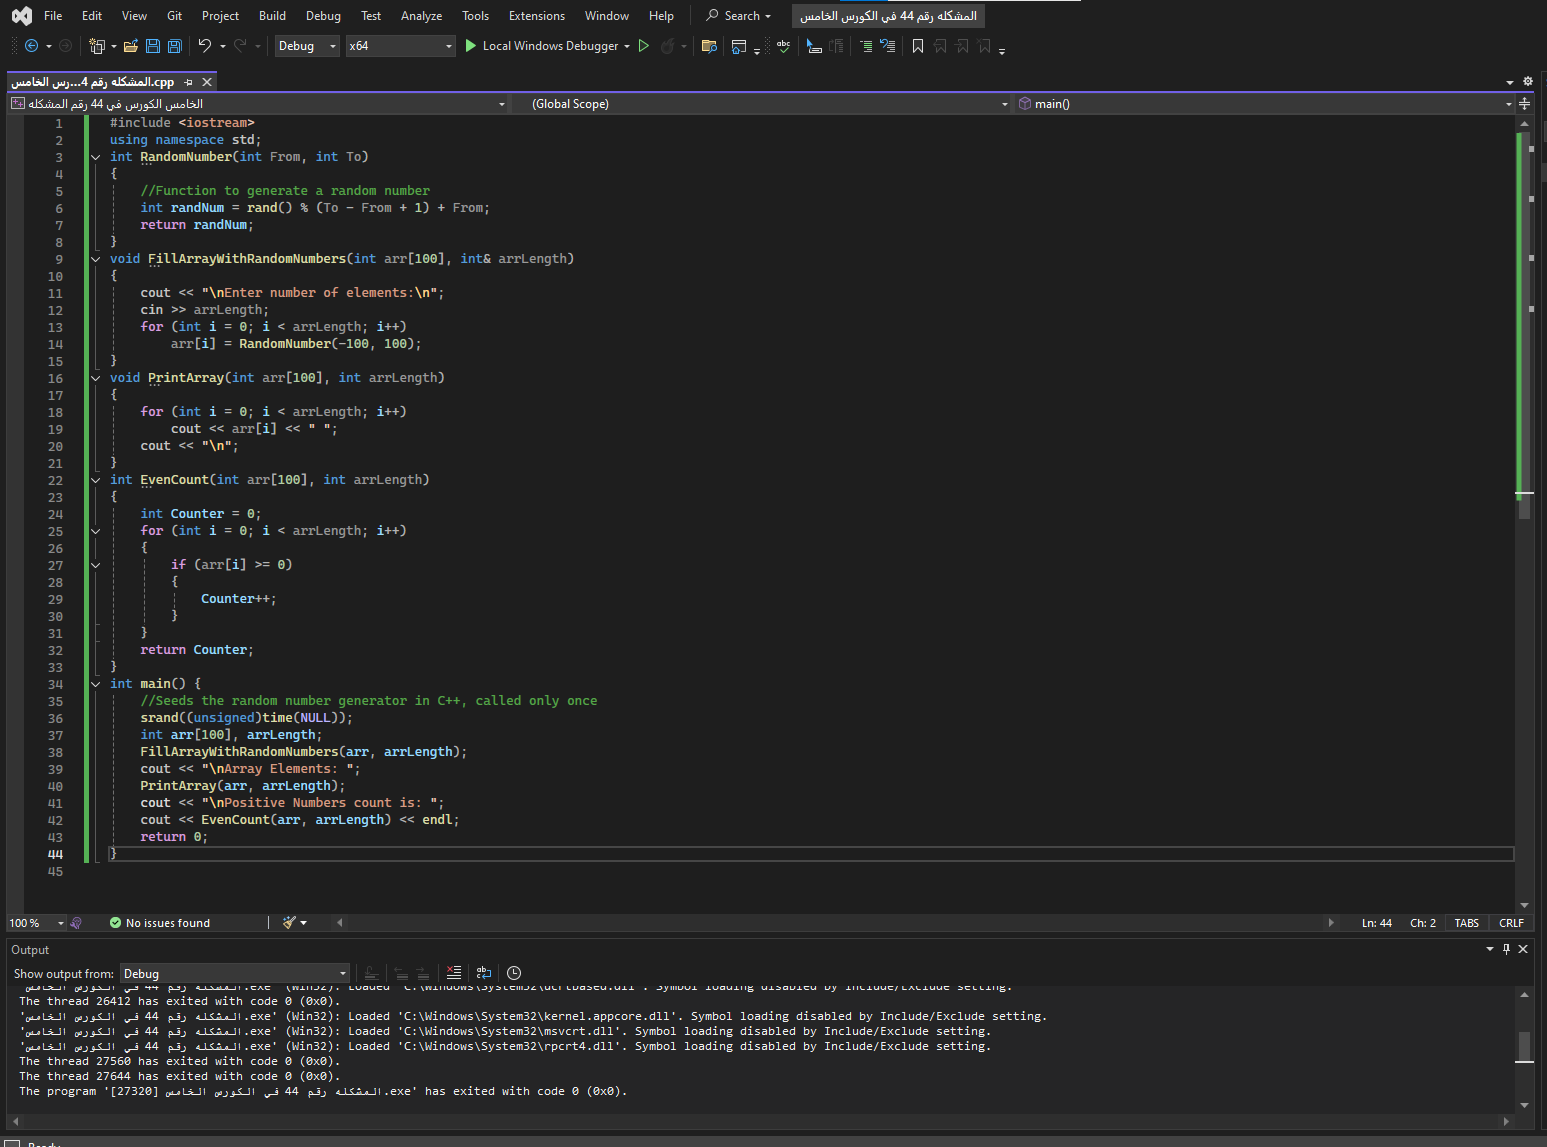 File Edit View Git Project Build Debug Test Analyze Tools Extensions Window Help Search المشكله رقم 44 في الكورس الخامس
Debug x64 Local Windows Debugger
المشكله رقم 4...رس الخامس.cpp
الخامس الكورس في 44 رقم المشكله (Global Scope) main()
1 #include <iostream>
2 using namespace std;
3 int RandomNumber(int From, int To)
4 {
5 //Function to generate a random number
6 int randNum = rand() % (To - From + 1) + From;
7 return randNum;
8 }
9 void FillArrayWithRandomNumbers(int arr[100], int& arrLength)
10 {
11 cout << "\nEnter number of elements:\n";
12 cin >> arrLength;
13 for (int i = 0; i < arrLength; i++)
14 arr[i] = RandomNumber(-100, 100);
15 }
16 void PrintArray(int arr[100], int arrLength)
17 {
18 for (int i = 0; i < arrLength; i++)
19 cout << arr[i] << " ";
20 cout << "\n";
21 }
22 int EvenCount(int arr[100], int arrLength)
23 {
24 int Counter = 0;
25 for (int i = 0; i < arrLength; i++)
26 {
27 if (arr[i] >= 0)
28 {
29 Counter++;
30 }
31 }
32 return Counter;
33 }
34 int main() {
35 //Seeds the random number generator in C++, called only once
36 srand((unsigned)time(NULL));
37 int arr[100], arrLength;
38 FillArrayWithRandomNumbers(arr, arrLength);
39 cout << "\nArray Elements: ";
40 PrintArray(arr, arrLength);
41 cout << "\nPositive Numbers count is: ";
42 cout << EvenCount(arr, arrLength) << endl;
43 return 0;
44 }
45
100 % No issues found Ln: 44 Ch: 2 TABS CRLF
Output
Show output from: Debug
'المشكله رقم 44 في الكورس الخامس.exe' (Win32): Loaded 'C:\Windows\System32\ucrtbased.dll'. Symbol loading disabled by Include/Exclude setting.
The thread 26412 has exited with code 0 (0x0).
'المشكله رقم 44 في الكورس الخامس.exe' (Win32): Loaded 'C:\Windows\System32\kernel.appcore.dll'. Symbol loading disabled by Include/Exclude setting.
'المشكله رقم 44 في الكورس الخامس.exe' (Win32): Loaded 'C:\Windows\System32\msvcrt.dll'. Symbol loading disabled by Include/Exclude setting.
'المشكله رقم 44 في الكورس الخامس.exe' (Win32): Loaded 'C:\Windows\System32\rpcrt4.dll'. Symbol loading disabled by Include/Exclude setting.
The thread 27560 has exited with code 0 (0x0).
The thread 27644 has exited with code 0 (0x0).
The program '[27320] المشكله رقم 44 في الكورس الخامس.exe' has exited with code 0 (0x0).
Ready